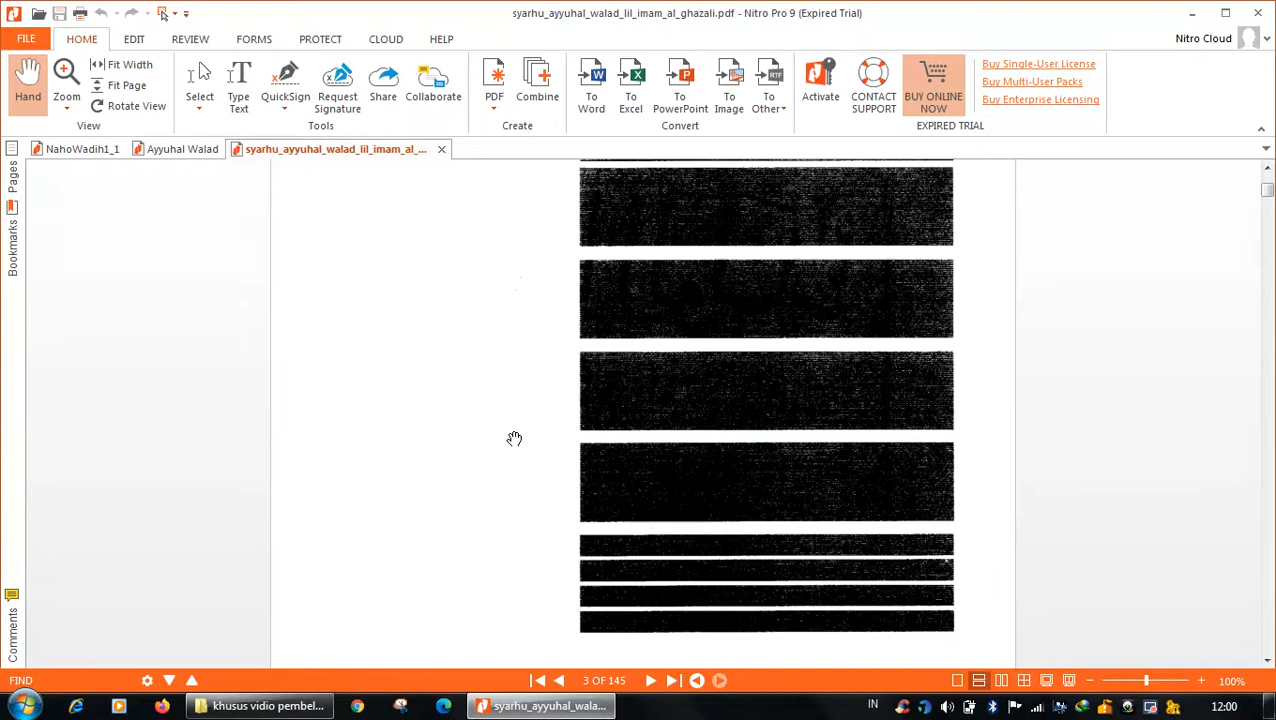 syarhu_ayyuhal_walad_lil_imam_al_ghazali.pdf - Nitro Pro 9 (Expired Trial)
FILE HOME EDIT REVIEW FORMS PROTECT CLOUD HELP Nitro Cloud
Hand
Zoom
Fit Width
Fit Page
Rotate View
View
Select
Type Text
QuickSign
Request Signature
Share
Collaborate
Tools
PDF
Combine
Create
To Word
To Excel
To PowerPoint
To Image
To Other
Convert
Activate
CONTACT SUPPORT
BUY ONLINE NOW
Buy Single-User License
Buy Multi-User Packs
Buy Enterprise Licensing
EXPIRED TRIAL
NahoWadih1_1 Ayyuhal Walad syarhu_ayyuhal_walad_lil_imam_al_...
Pages
Bookmarks
Comments
FIND 3 OF 145 100%
khusus vidio pembel... syarhu_ayyuhal_wala... IN 12:00